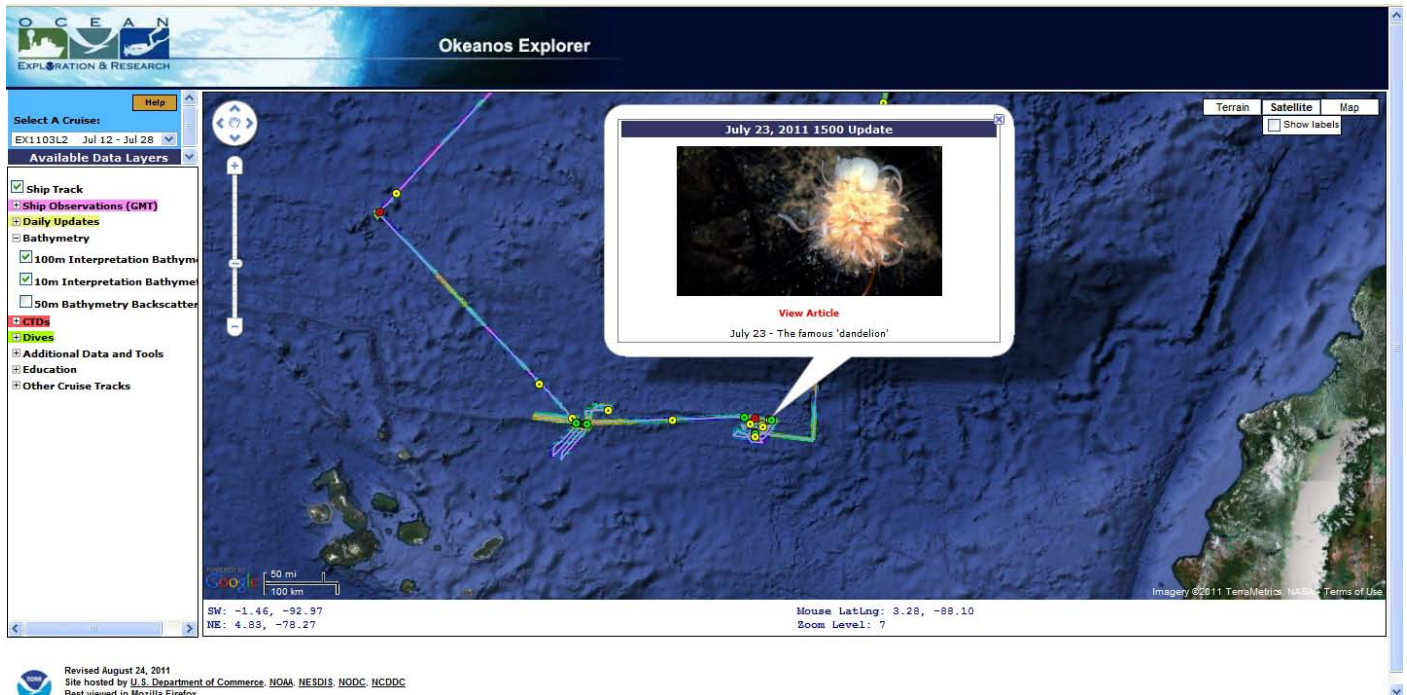 O C E A N
EXPLORATION & RESEARCH
Okeanos Explorer
Help
Select A Cruise:
EX1103L2 Jul 12 - Jul 28
Available Data Layers
Ship Track
Ship Observations (GMT)
Daily Updates
Bathymetry
100m Interpretation Bathyme
10m Interpretation Bathymet
50m Bathymetry Backscatter
CTDs
Dives
Additional Data and Tools
Education
Other Cruise Tracks
Terrain Satellite Map
Show labels
July 23, 2011 1500 Update
View Article
July 23 - The famous 'dandelion'
POWERED BY
Google
50 mi
100 km
Imagery ©2011 TerraMetrics, NASA - Terms of Use
SW: -1.46, -92.97
NE: 4.83, -78.27
Mouse LatLng: 3.28, -88.10
Zoom Level: 7
NOAA
Revised August 24, 2011
Site hosted by U.S. Department of Commerce, NOAA, NESDIS, NODC, NCDDC
Best viewed in Mozilla Firefox